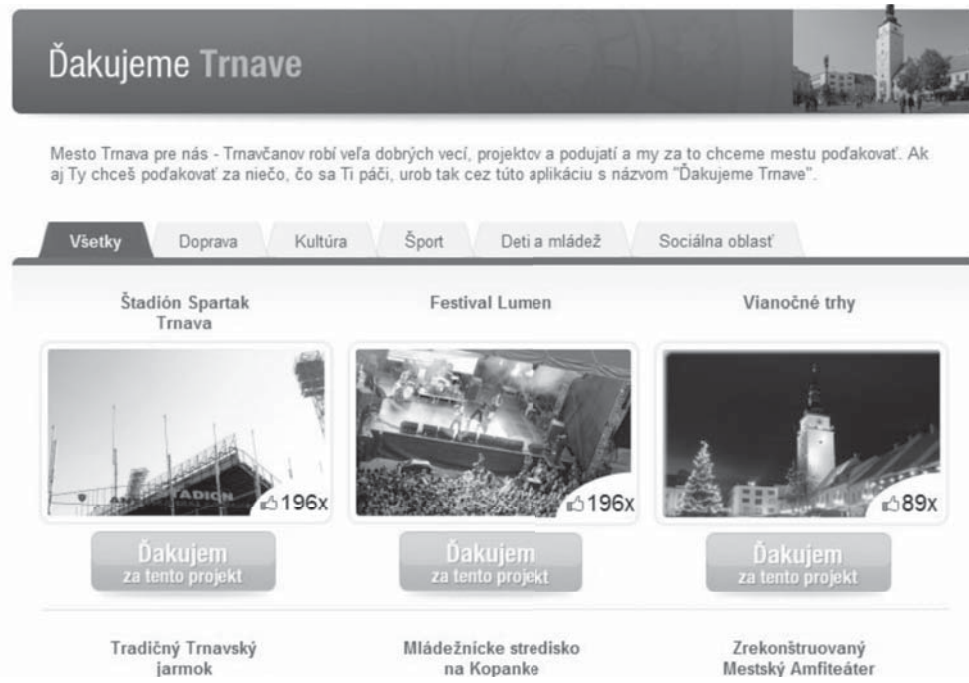 Ďakujeme Trnave
Mesto Trnava pre nás - Trnavčanov robí veľa dobrých vecí, projektov a podujatí a my za to chceme mestu poďakovať. Ak
aj Ty chceš poďakovať za niečo, čo sa Ti páči, urob tak cez túto aplikáciu s názvom "Ďakujeme Trnave".
Všetky Doprava Kultúra Šport Deti a mládež Sociálna oblasť
Štadión Spartak
Trnava
Festival Lumen
Vianočné trhy
STADION
196x
196x
89x
Ďakujem
za tento projekt
Ďakujem
za tento projekt
Ďakujem
za tento projekt
Tradičný Trnavský
jarmok
Mládežnícke stredisko
na Kopanke
Zrekonštruovaný
Mestský Amfiteáter